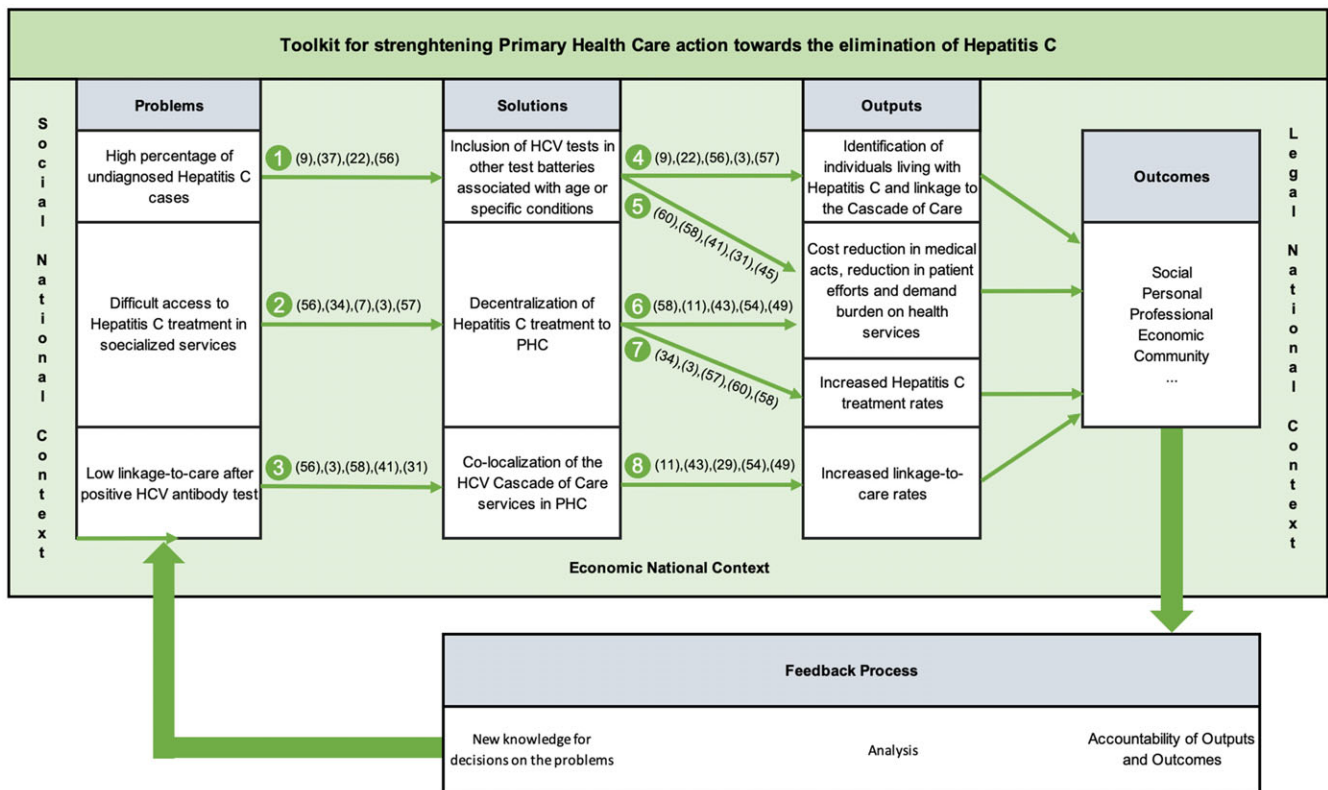 Toolkit for strenghtening Primary Health Care action towards the elimination of Hepatitis C
Social National Context
Problems
High percentage of
undiagnosed Hepatitis C
cases
Difficult access to
Hepatitis C treatment in
soecialized services
Low linkage-to-care after
positive HCV antibody test
1 (9),(37),(22),(56)
2 (56),(34),(7),(3),(57)
3 (56),(3),(58),(41),(31)
Solutions
Inclusion of HCV tests in
other test batteries
associated with age or
specific conditions
Decentralization of
Hepatitis C treatment to
PHC
Co-localization of the
HCV Cascade of Care
services in PHC
4 (9),(22),(56),(3),(57)
5 (60),(58),(41),(31),(45)
6 (58),(11),(43),(54),(49)
7 (34),(3),(57),(60),(58)
8 (11),(43),(29),(54),(49)
Outputs
Identification of
individuals living with
Hepatitis C and linkage to
the Cascade of Care
Cost reduction in medical
acts, reduction in patient
efforts and demand
burden on health
services
Increased Hepatitis C
treatment rates
Increased linkage-to-
care rates
Outcomes
Social
Personal
Professional
Economic
Community
...
Legal National Context
Economic National Context
Feedback Process
New knowledge for
decisions on the problems
Analysis
Accountability of Outputs
and Outcomes